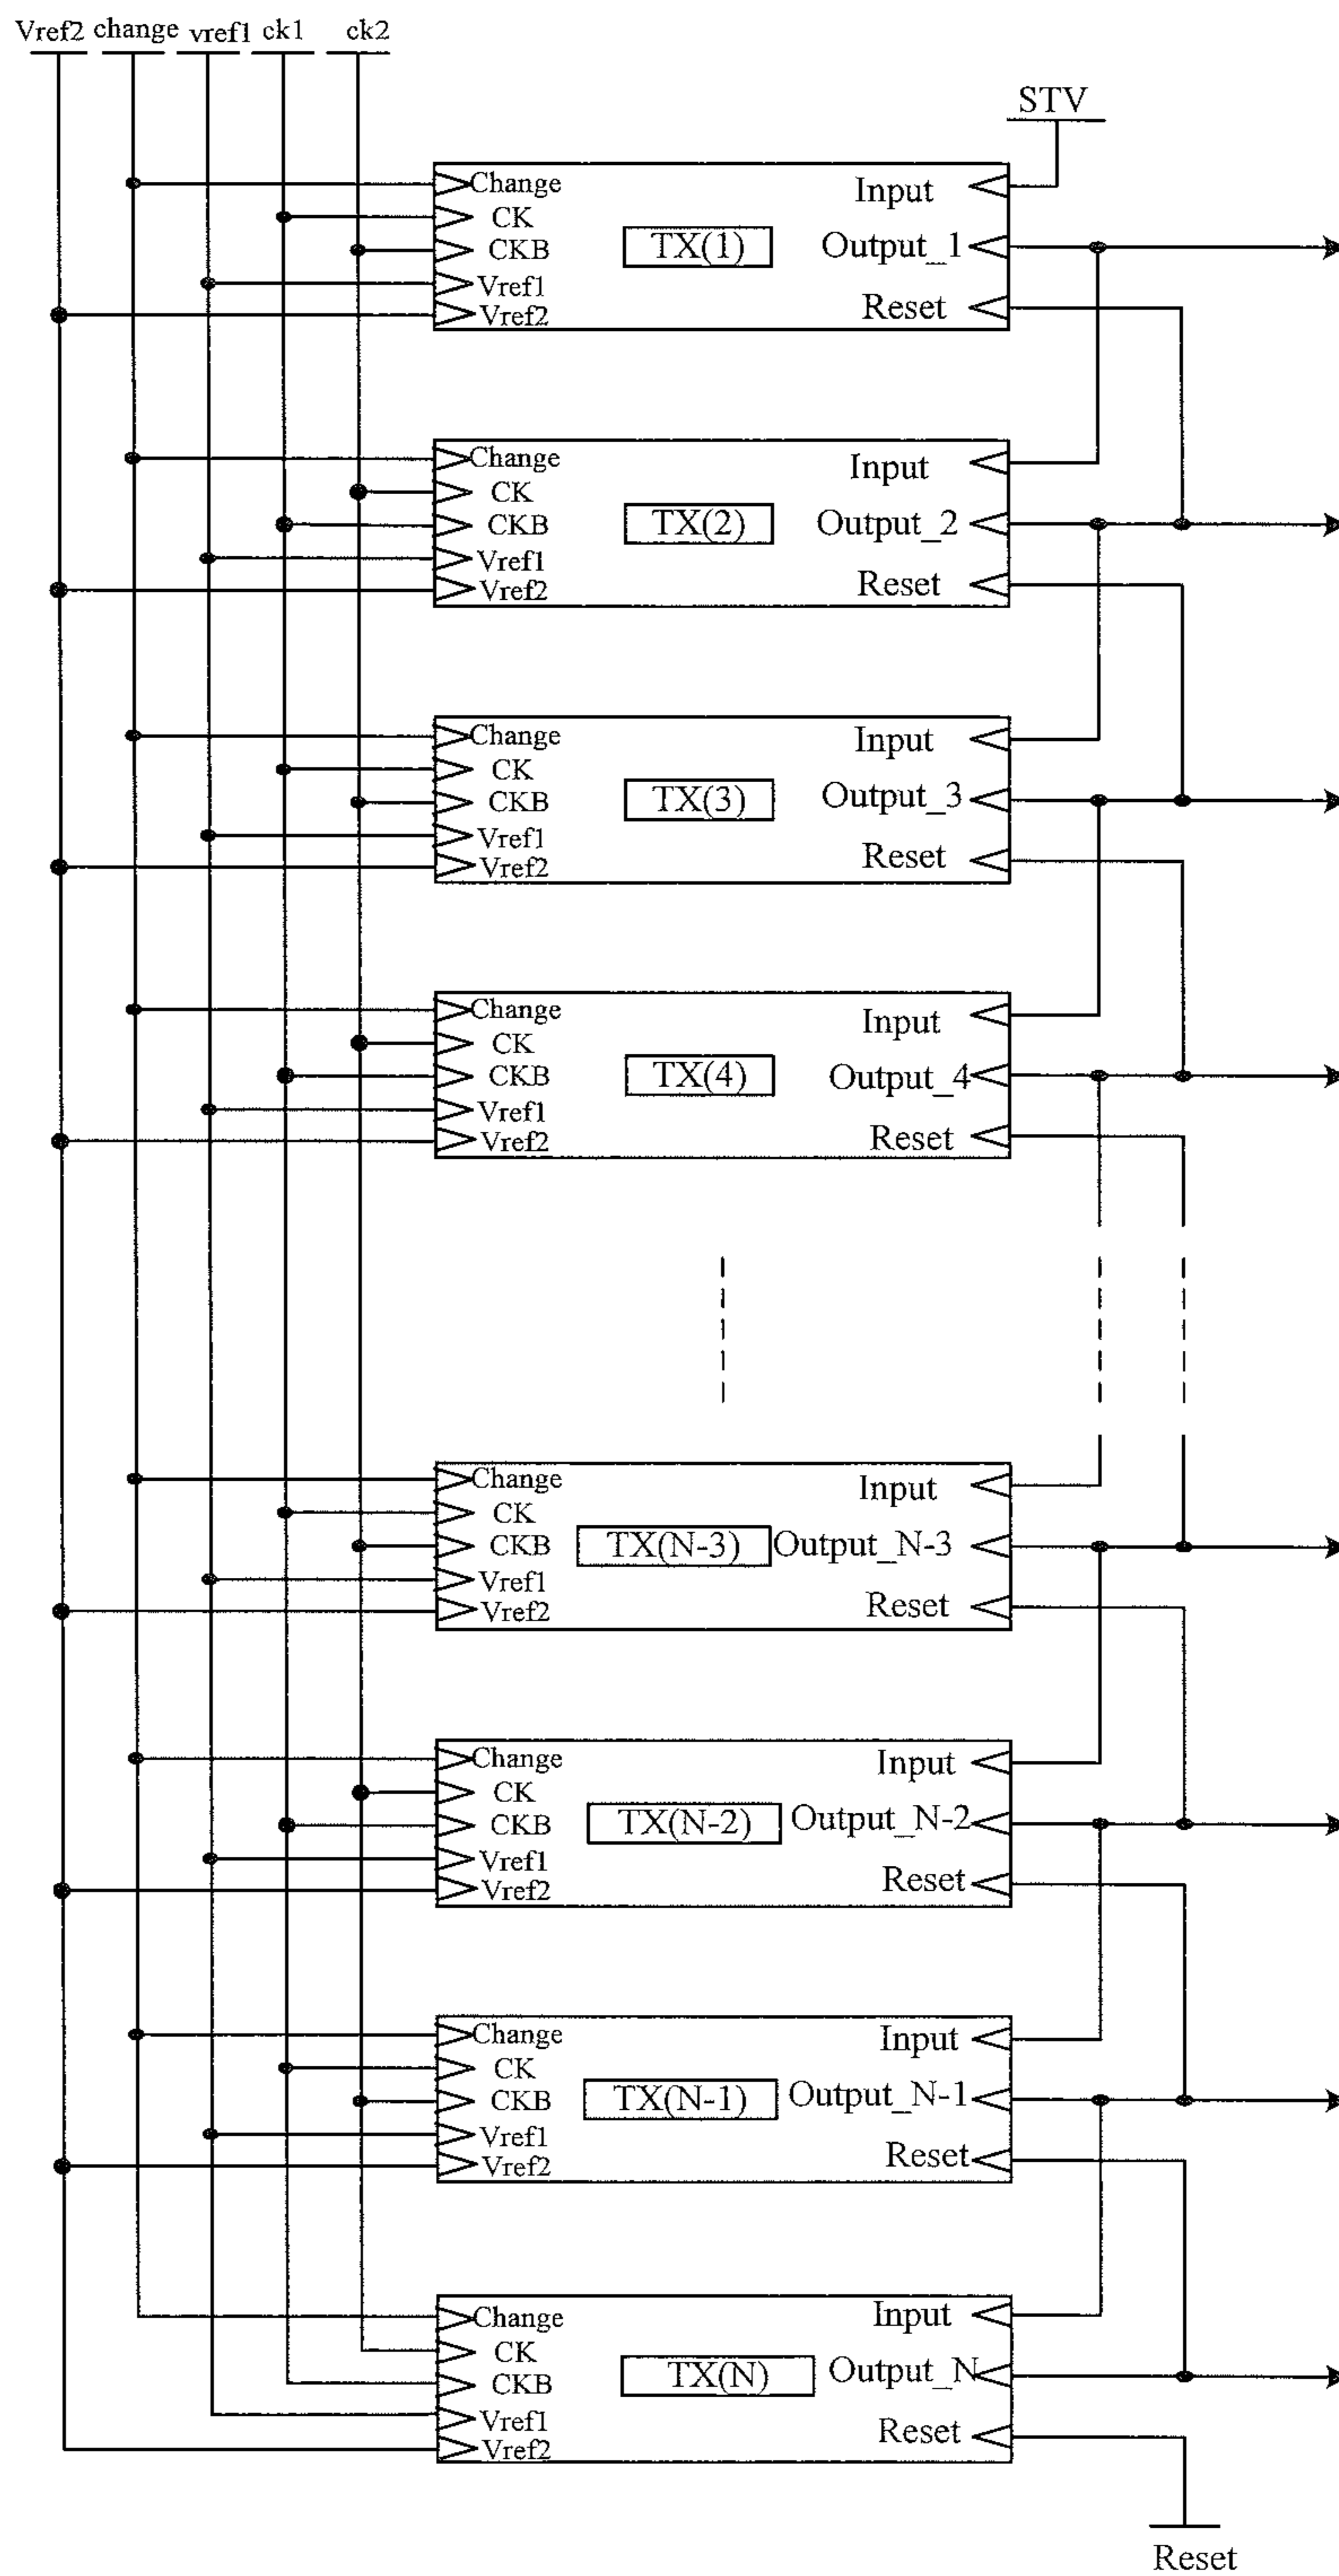 Vref2 change vref1 ck1 ck2
STV
Change
CK
CKB
Vref1
Vref2
TX(1)
Input
Output_1
Reset
Change
CK
CKB
Vref1
Vref2
TX(2)
Input
Output_2
Reset
Change
CK
CKB
Vref1
Vref2
TX(3)
Input
Output_3
Reset
Change
CK
CKB
Vref1
Vref2
TX(4)
Input
Output_4
Reset
Change
CK
CKB
Vref1
Vref2
TX(N-3)
Input
Output_N-3
Reset
Change
CK
CKB
Vref1
Vref2
TX(N-2)
Input
Output_N-2
Reset
Change
CK
CKB
Vref1
Vref2
TX(N-1)
Input
Output_N-1
Reset
Change
CK
CKB
Vref1
Vref2
TX(N)
Input
Output_N
Reset
Reset